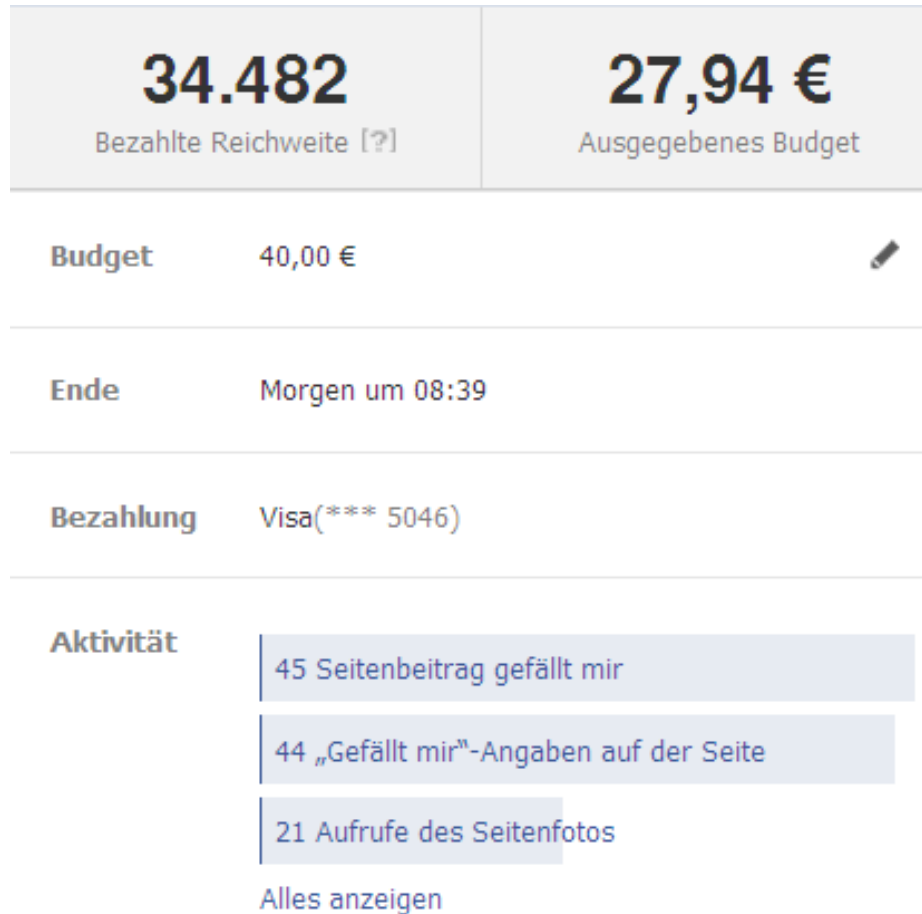 34.482
Bezahlte Reichweite [?]
27,94 €
Ausgegebenes Budget
Budget 40,00 €
Ende Morgen um 08:39
Bezahlung Visa(*** 5046)
Aktivität
45 Seitenbeitrag gefällt mir
44 „Gefällt mir“-Angaben auf der Seite
21 Aufrufe des Seitenfotos
Alles anzeigen